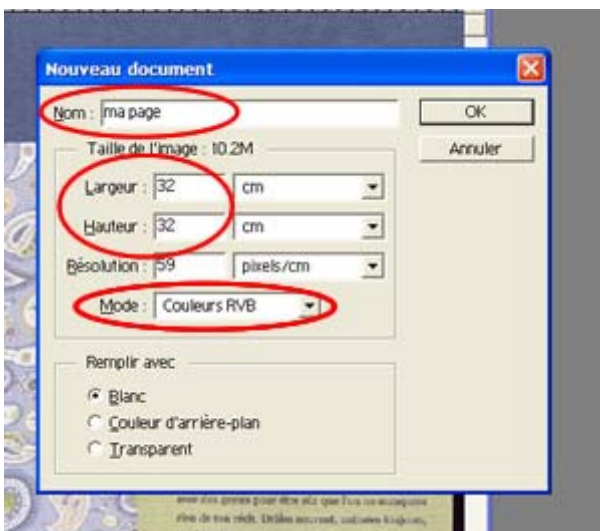 Nouveau document
Nom : ma page
OK
Taille de l'image : 10.2M
Annuler
Largeur : 32 cm
Hauteur : 32 cm
Résolution : 59 pixels/cm
Mode : Couleurs RVB
Remplir avec
Blanc
Couleur d'arrière-plan
Transparent